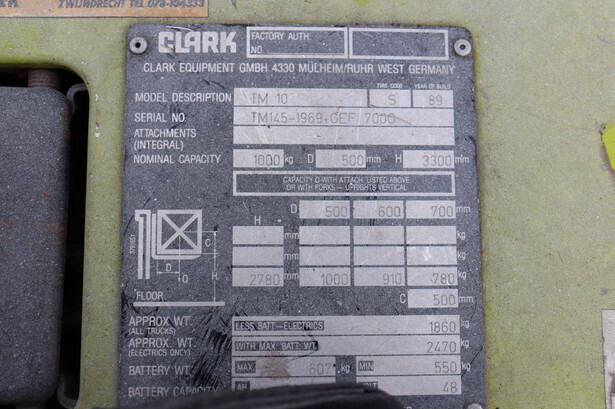 ZWIJNDRECHT TEL 078-104333
CLARK
FACTORY AUTH.
NO.
CLARK EQUIPMENT GMBH 4330 MÜLHEIM/RUHR WEST GERMANY
TIRE CODE YEAR OF BUILD
MODEL DESCRIPTION TM 10 S 89
SERIAL NO. TM145-1969-GEF 7000
ATTACHMENTS
(INTEGRAL)
NOMINAL CAPACITY 1000 kg D 500 mm H 3300 mm
CAPACITY Q-WITH ATTACH LISTED ABOVE
OR WITH FORKS - UPRIGHTS VERTICAL
D 500 600 700 mm
H
mm kg
mm kg
2780 mm 1000 910 780 kg
C
D
Q
H
FLOOR
C 500 mm
APPROX WT.
(ALL TRUCKS)
LESS BATT-ELECTRICS 1860 kg
APPROX. WT.
(ELECTRICS ONLY)
WITH MAX. BATT. WT. 2470 kg
BATTERY WT. MAX. 607 kg MIN 550 kg
BATTERY CAPACITY AH 48